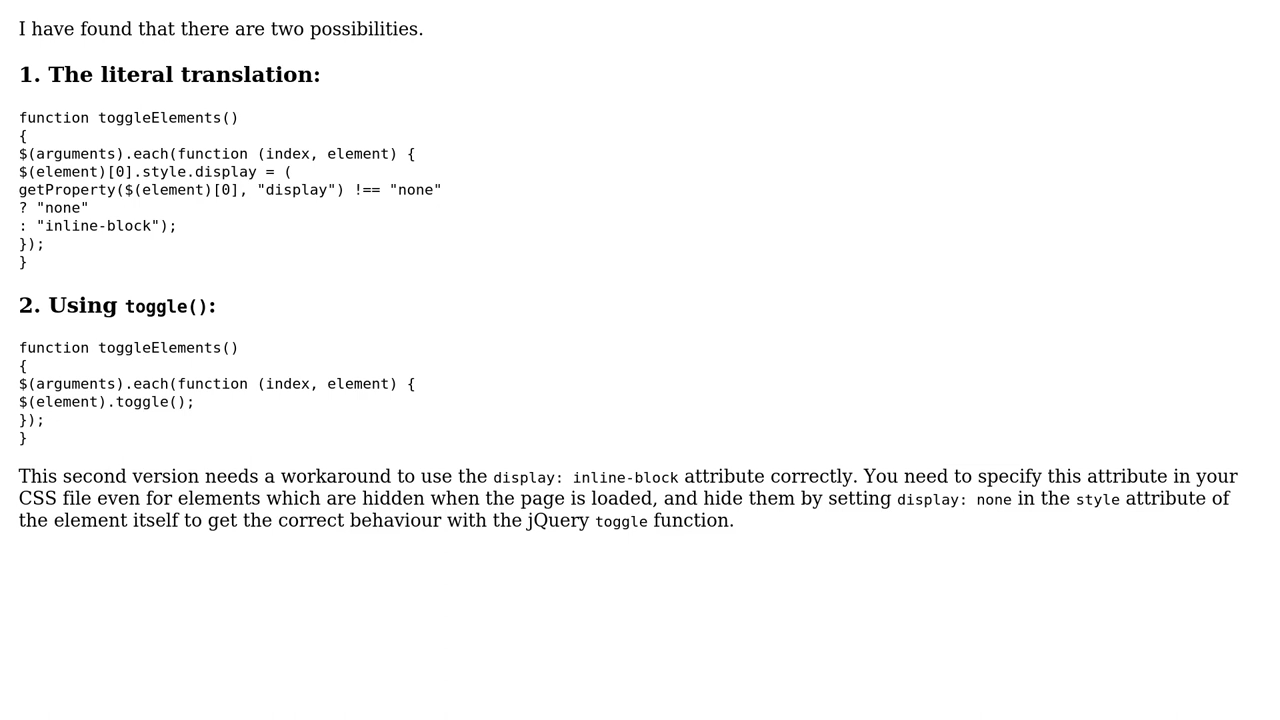 I have found that there are two possibilities.
1. The literal translation:
function toggleElements()
{
$(arguments).each(function (index, element) {
$(element)[0].style.display = (
getProperty($(element)[0], "display") !== "none"
? "none"
: "inline-block");
});
}
2. Using toggle():
function toggleElements()
{
$(arguments).each(function (index, element) {
$(element).toggle();
});
}
This second version needs a workaround to use the display: inline-block attribute correctly. You need to specify this attribute in your
CSS file even for elements which are hidden when the page is loaded, and hide them by setting display: none in the style attribute of
the element itself to get the correct behaviour with the jQuery toggle function.